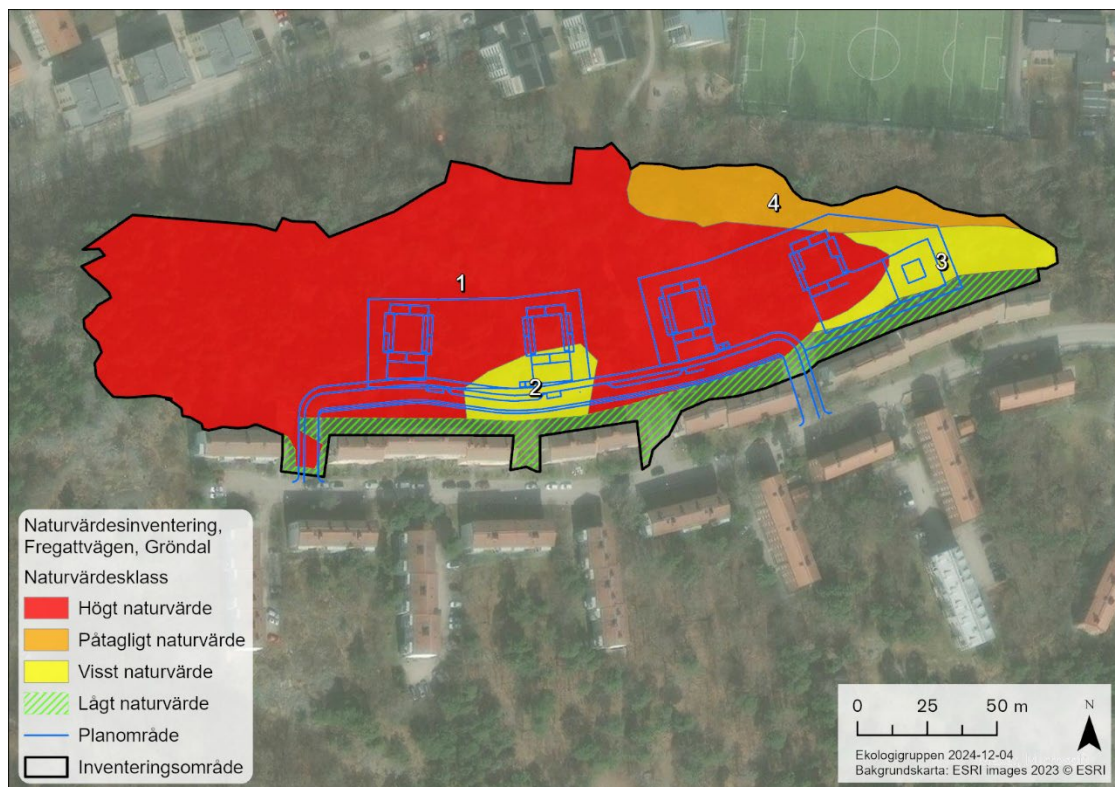 1
2
3
4
Naturvärdesinventering,
Fregattvägen, Gröndal
Naturvärdesklass
Högt naturvärde
Påtagligt naturvärde
Visst naturvärde
Lågt naturvärde
Planområde
Inventeringsområde
0 25 50 m
N
Ekologigruppen 2024-12-04
Bakgrundskarta: ESRI images 2023 © ESRI